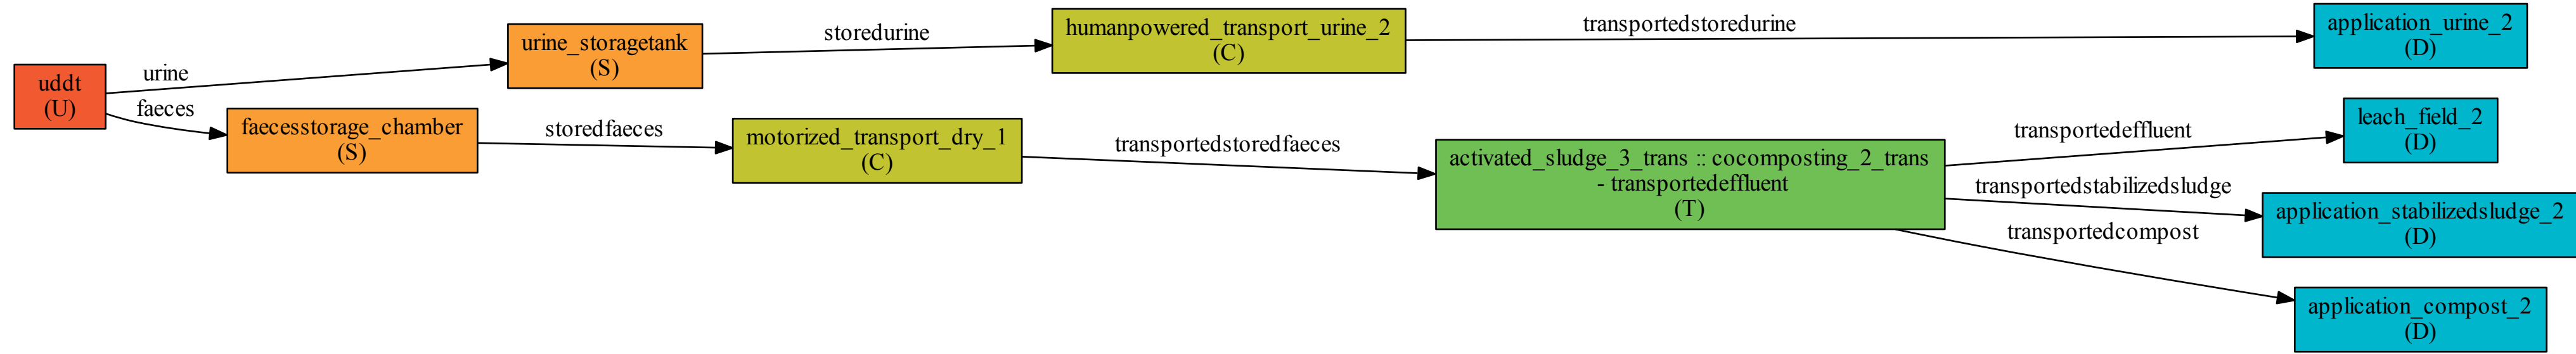 uddt
(U)
urine
faeces
urine_storagetank
(S)
faecesstorage_chamber
(S)
storedurine
storedfaeces
humanpowered_transport_urine_2
(C)
motorized_transport_dry_1
(C)
transportedstoredurine
transportedstoredfaeces
activated_sludge_3_trans :: cocomposting_2_trans
- transportedeffluent
(T)
transportedeffluent
transportedstabilizedsludge
transportedcompost
application_urine_2
(D)
leach_field_2
(D)
application_stabilizedsludge_2
(D)
application_compost_2
(D)